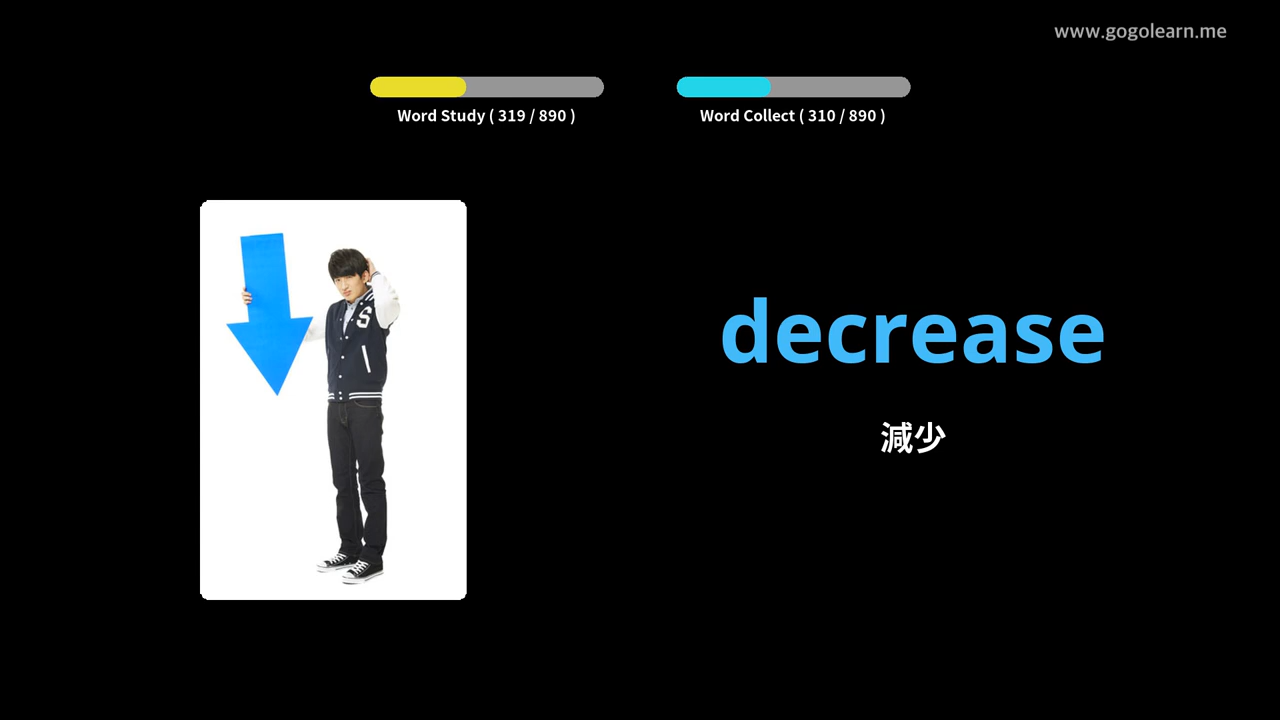 www.gogolearn.me
Word Study ( 319 / 890 )
Word Collect ( 310 / 890 )
S
decrease
減少